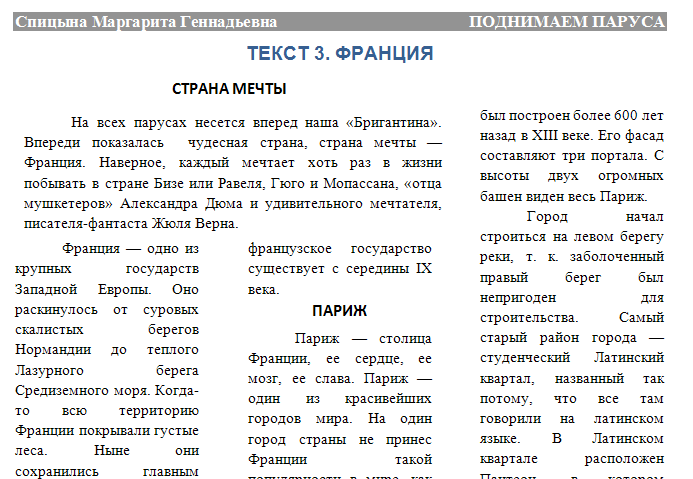 Спицына Маргарита Геннадьевна ПОДНИМАЕМ ПАРУСА
ТЕКСТ 3. ФРАНЦИЯ
СТРАНА МЕЧТЫ
На всех парусах несется вперед наша «Бригантина».
Впереди показалась чудесная страна, страна мечты —
Франция. Наверное, каждый мечтает хоть раз в жизни
побывать в стране Бизе или Равеля, Гюго и Мопассана, «отца
мушкетеров» Александра Дюма и удивительного мечтателя,
писателя-фантаста Жюля Верна.
Франция — одно из
крупных государств
Западной Европы. Оно
раскинулось от суровых
скалистых берегов
Нормандии до теплого
Лазурного берега
Средиземного моря. Когда-
то всю территорию
Франции покрывали густые
леса. Ныне они
сохранились главным
французское государство
существует с середины IX
века.
ПАРИЖ
Париж — столица
Франции, ее сердце, ее
мозг, ее слава. Париж —
один из красивейших
городов мира. На один
город страны не принес
Франции такой
популярности в мире, как
был построен более 600 лет
назад в XIII веке. Его фасад
составляют три портала. С
высоты двух огромных
башен виден весь Париж.
Город начал
строиться на левом берегу
реки, т. к. заболоченный
правый берег был
непригоден для
строительства. Самый
старый район города —
студенческий Латинский
квартал, названный так
потому, что все там
говорили на латинском
языке. В Латинском
квартале расположен
Пантеон, в котором